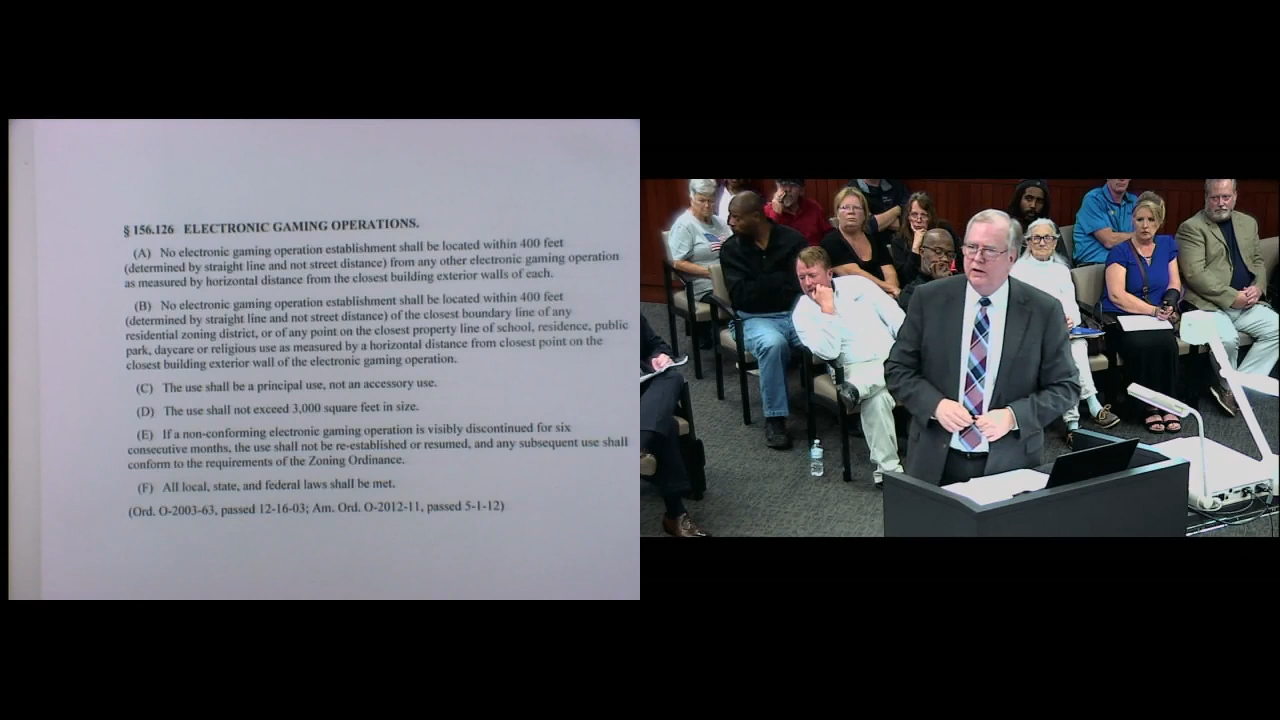 § 156.126 ELECTRONIC GAMING OPERATIONS.
(A) No electronic gaming operation establishment shall be located within 400 feet
(determined by straight line and not street distance) from any other electronic gaming operation
as measured by horizontal distance from the closest building exterior walls of each.
(B) No electronic gaming operation establishment shall be located within 400 feet
(determined by straight line and not street distance) of the closest boundary line of any
residential zoning district, or of any point on the closest property line of school, residence, public
park, daycare or religious use as measured by a horizontal distance from closest point on the
closest building exterior wall of the electronic gaming operation.
(C) The use shall be a principal use, not an accessory use.
(D) The use shall not exceed 3,000 square feet in size.
(E) If a non-conforming electronic gaming operation is visibly discontinued for six
consecutive months, the use shall not be re-established or resumed, and any subsequent use shall
conform to the requirements of the Zoning Ordinance.
(F) All local, state, and federal laws shall be met.
(Ord. O-2003-63, passed 12-16-03; Am. Ord. O-2012-11, passed 5-1-12)